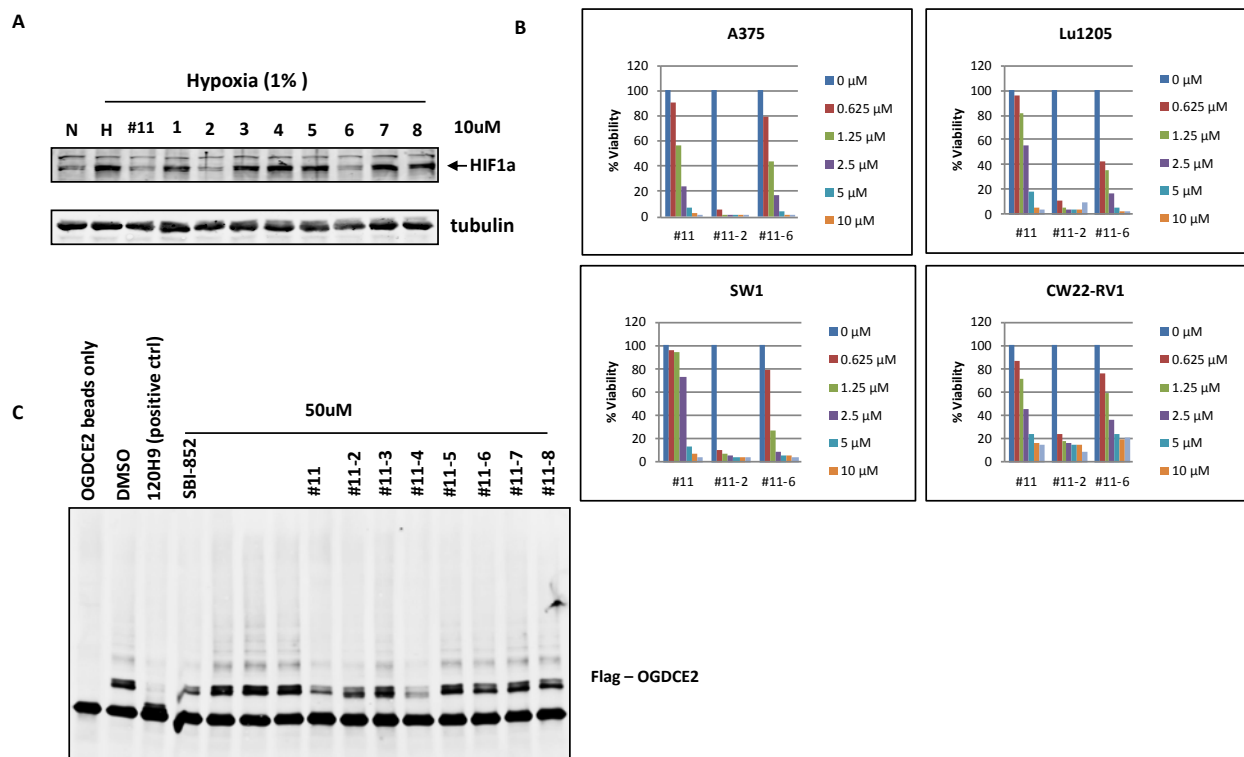 A
Hypoxia (1% )
N H #11 1 2 3 4 5 6 7 8 10uM
HIF1a
tubulin
B
A375
% Viability
120
100
80
60
40
20
0
#11 #11-2 #11-6
0 µM
0.625 µM
1.25 µM
2.5 µM
5 µM
10 µM
Lu1205
% Viability
120
100
80
60
40
20
0
#11 #11-2 #11-6
0 µM
0.625 µM
1.25 µM
2.5 µM
5 µM
10 µM
SW1
% Viability
120
100
80
60
40
20
0
#11 #11-2 #11-6
0 µM
0.625 µM
1.25 µM
2.5 µM
5 µM
10 µM
CW22-RV1
% Viability
120
100
80
60
40
20
0
#11 #11-2 #11-6
0 µM
0.625 µM
1.25 µM
2.5 µM
5 µM
10 µM
C
50uM
OGDCE2 beads only
DMSO
120H9 (positive ctrl)
SBI-852
#11
#11-2
#11-3
#11-4
#11-5
#11-6
#11-7
#11-8
Flag – OGDCE2